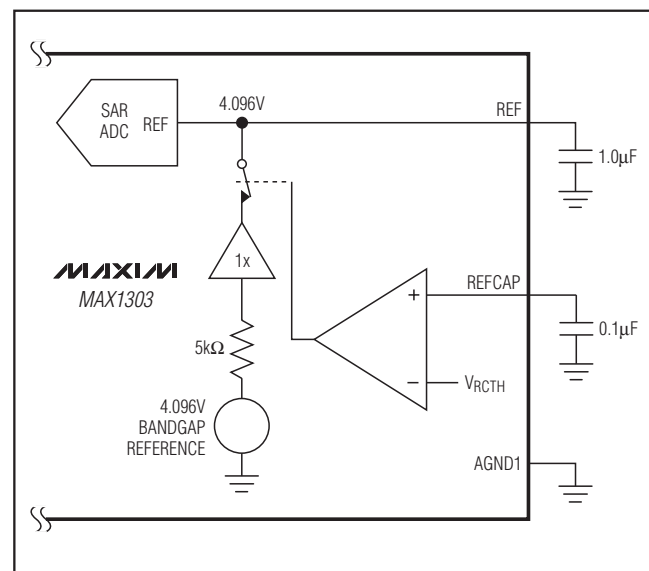 4.096V
REF
SAR
ADC
REF
1.0µF
1x
MAXIM
MAX1303
REFCAP
+
5kΩ
0.1µF
−
VRCTH
4.096V
BANDGAP
REFERENCE
AGND1